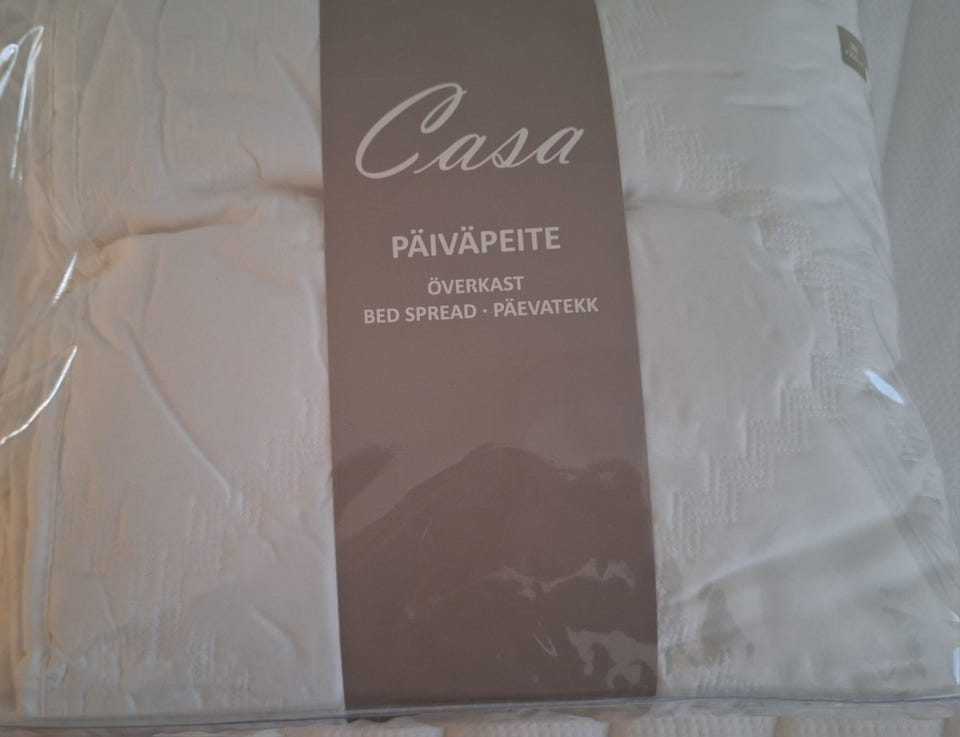 Casa
PÄIVÄPEITE
ÖVERKAST
BED SPREAD · PÄEVATEKK